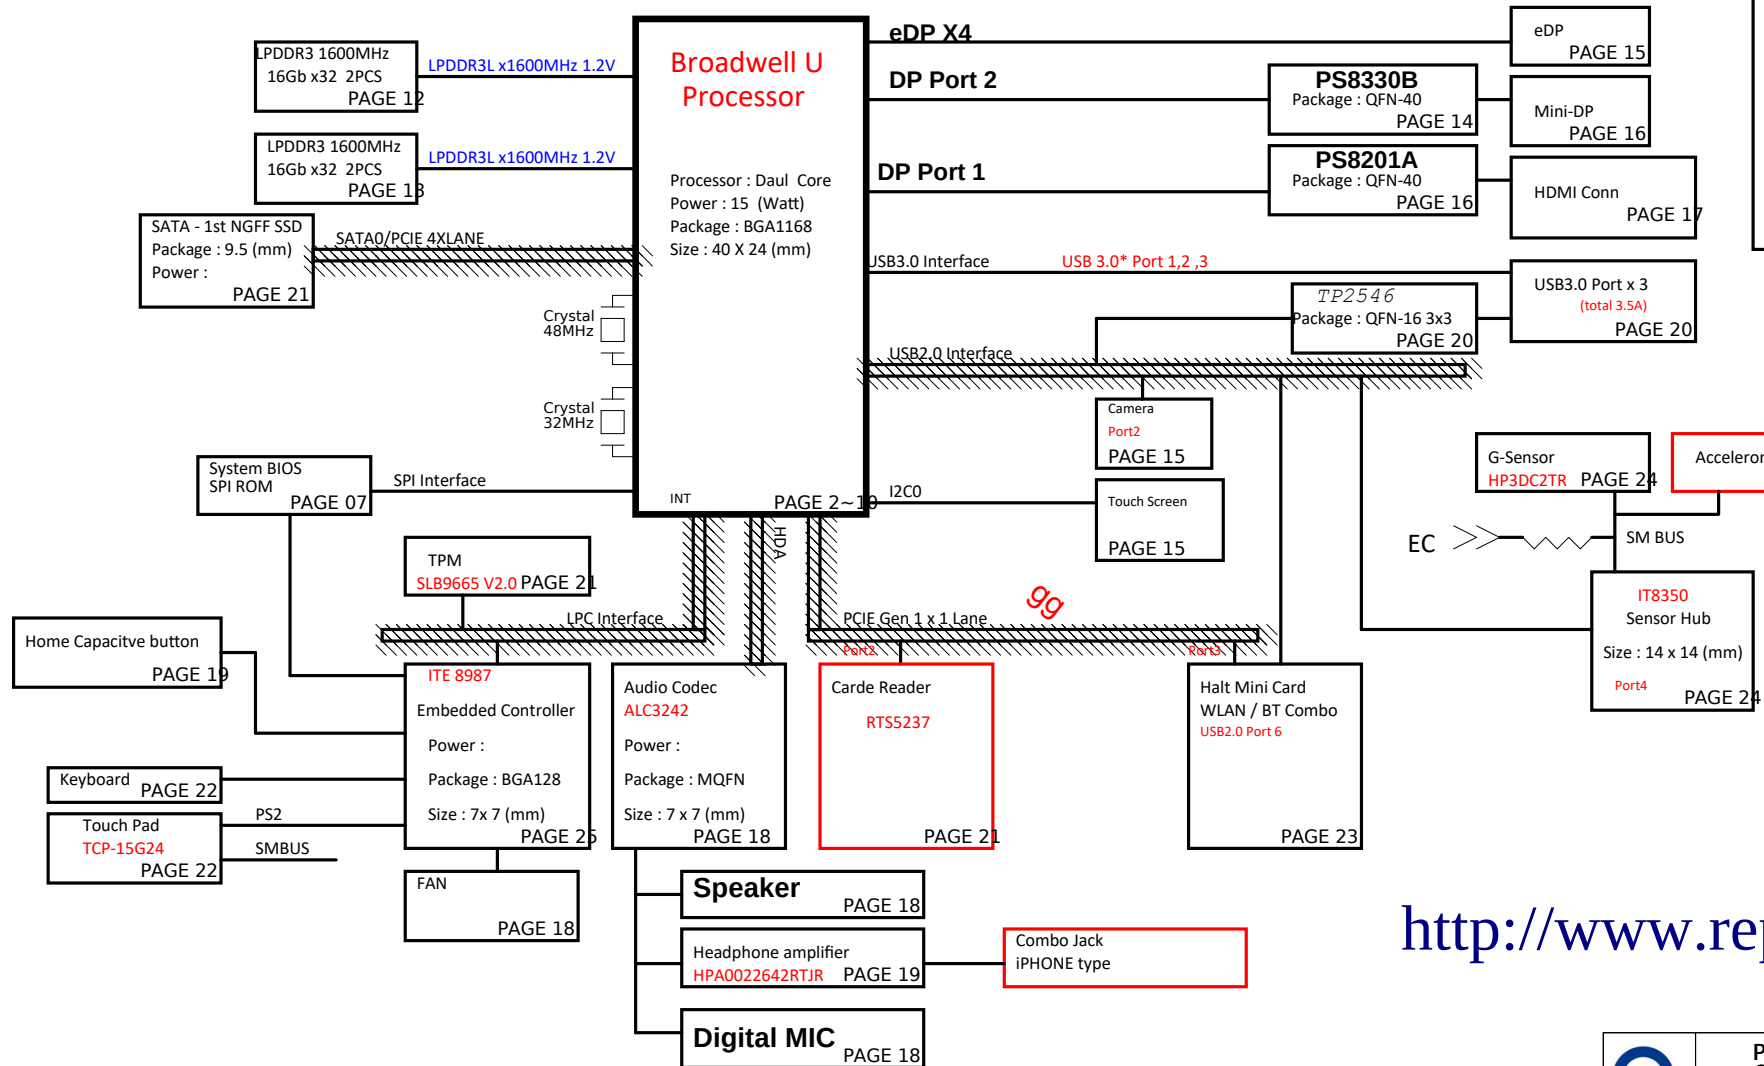 eDP X4
eDP
PAGE 15
LPDDR3 1600MHz
16Gb x32 2PCS
PAGE 12
LPDDR3L x1600MHz 1.2V
Broadwell U
Processor
DP Port 2
PS8330B
Package : QFN-40
PAGE 14
Mini-DP
PAGE 16
LPDDR3 1600MHz
16Gb x32 2PCS
PAGE 13
LPDDR3L x1600MHz 1.2V
DP Port 1
PS8201A
Package : QFN-40
PAGE 16
HDMI Conn
PAGE 17
Processor : Daul Core
Power : 15 (Watt)
Package : BGA1168
Size : 40 X 24 (mm)
SATA - 1st NGFF SSD
Package : 9.5 (mm)
Power :
PAGE 21
SATA0/PCIE 4XLANE
USB3.0 Interface
USB 3.0* Port 1,2 ,3
USB3.0 Port x 3
(total 3.5A)
PAGE 20
TP2546
Package : QFN-16 3x3
PAGE 20
Crystal
48MHz
USB2.0 Interface
Crystal
32MHz
Camera
Port2
PAGE 15
G-Sensor
HP3DC2TR PAGE 24
System BIOS
SPI ROM
PAGE 07
SPI Interface
INT
PAGE 2~10
I2C0
Touch Screen
PAGE 15
HDA
EC
SM BUS
TPM
SLB9665 V2.0 PAGE 21
LPC Interface
PCIE Gen 1 x 1 Lane
gg
IT8350
Sensor Hub
Size : 14 x 14 (mm)
Port4
PAGE 24
Home Capacitve button
PAGE 19
Port2
Port3
ITE 8987
Embedded Controller
Power :
Package : BGA128
Size : 7x 7 (mm)
PAGE 25
Audio Codec
ALC3242
Power :
Package : MQFN
Size : 7 x 7 (mm)
PAGE 18
Carde Reader
RTS5237
PAGE 21
Halt Mini Card
WLAN / BT Combo
USB2.0 Port 6
PAGE 23
Keyboard
PAGE 22
Touch Pad
TCP-15G24
PAGE 22
PS2
SMBUS
FAN
PAGE 18
Speaker
PAGE 18
Headphone amplifier
HPA0022642RTJR PAGE 19
Combo Jack
iPHONE type
Digital MIC
PAGE 18